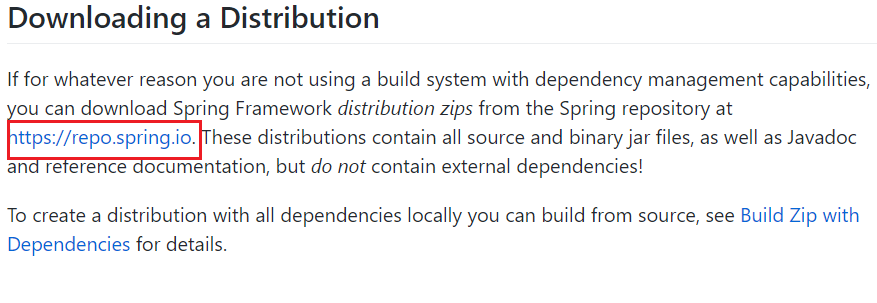 Downloading a Distribution
If for whatever reason you are not using a build system with dependency management capabilities,
you can download Spring Framework distribution zips from the Spring repository at
https://repo.spring.io. These distributions contain all source and binary jar files, as well as Javadoc
and reference documentation, but do not contain external dependencies!
To create a distribution with all dependencies locally you can build from source, see Build Zip with
Dependencies for details.